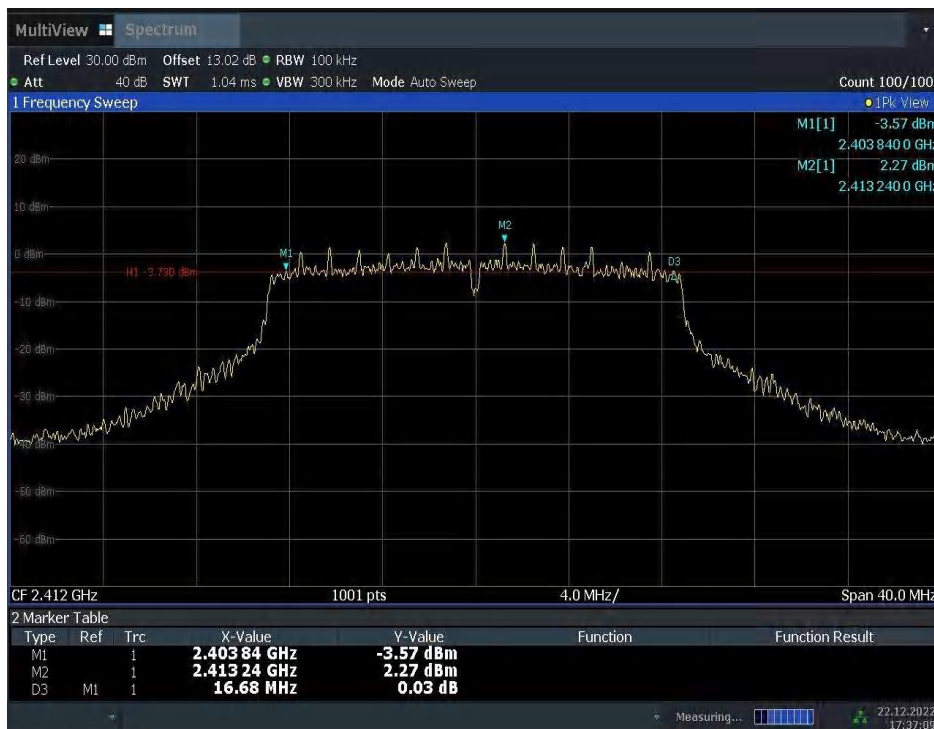 MultiView Spectrum
Ref Level 30.00 dBm Offset 13.02 dB RBW 100 kHz
Att 40 dB SWT 1.04 ms VBW 300 kHz Mode Auto Sweep Count 100/100
1 Frequency Sweep 1Pk View
M1[1] -3.57 dBm
2.403 840 0 GHz
M2[1] 2.27 dBm
2.413 240 0 GHz
20 dBm
10 dBm
M2
0 dBm
M1
D3
H1 -3.730 dBm
-10 dBm
-20 dBm
-30 dBm
-40 dBm
-50 dBm
-60 dBm
CF 2.412 GHz 1001 pts 4.0 MHz/ Span 40.0 MHz
2 Marker Table
Type Ref Trc X-Value Y-Value Function Function Result
M1 1 2.403 84 GHz -3.57 dBm
M2 1 2.413 24 GHz 2.27 dBm
D3 M1 1 16.68 MHz 0.03 dB
Measuring... 22.12.2022
17:37:05